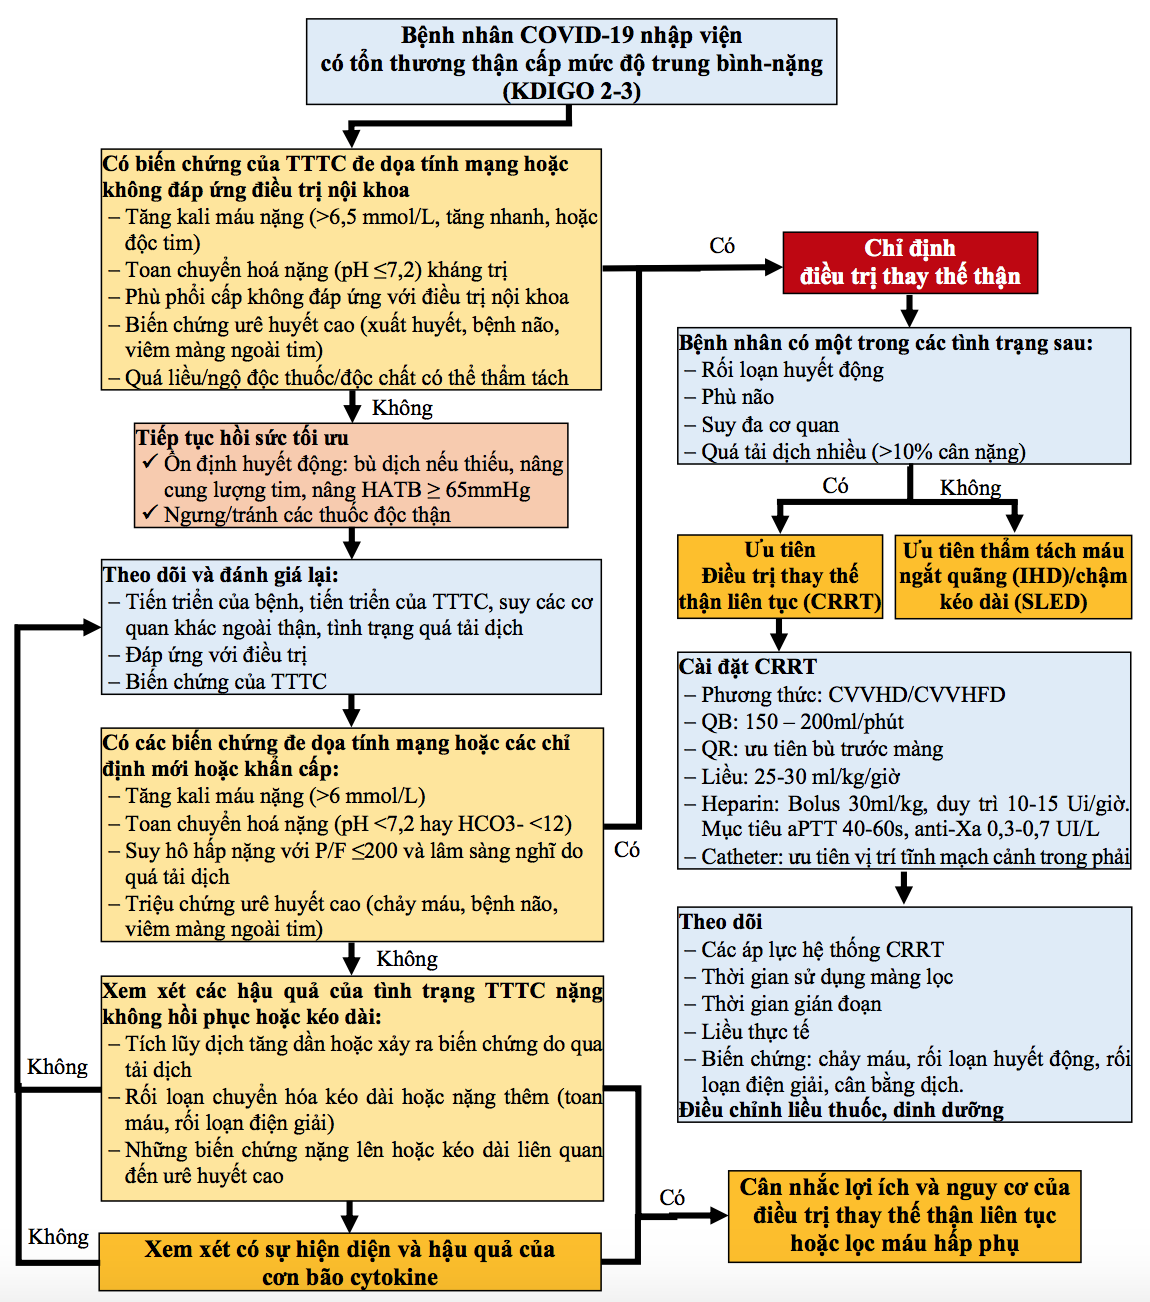 Bệnh nhân COVID-19 nhập viện
có tổn thương thận cấp mức độ trung bình-nặng
(KDIGO 2-3)
Có biến chứng của TTTC đe dọa tính mạng hoặc
không đáp ứng điều trị nội khoa
– Tăng kali máu nặng (>6,5 mmol/L, tăng nhanh, hoặc
độc tim)
– Toan chuyển hoá nặng (pH ≤7,2) kháng trị
– Phù phổi cấp không đáp ứng với điều trị nội khoa
– Biến chứng urê huyết cao (xuất huyết, bệnh não,
viêm màng ngoài tim)
– Quá liều/ngộ độc thuốc/độc chất có thể thẩm tách
Không
Tiếp tục hồi sức tối ưu
✓ Ổn định huyết động: bù dịch nếu thiếu, nâng
cung lượng tim, nâng HATB ≥ 65mmHg
✓ Ngưng/tránh các thuốc độc thận
Theo dõi và đánh giá lại:
– Tiến triển của bệnh, tiến triển của TTTC, suy các cơ
quan khác ngoài thận, tình trạng quá tải dịch
– Đáp ứng với điều trị
– Biến chứng của TTTC
Có các biến chứng đe dọa tính mạng hoặc các chỉ
định mới hoặc khẩn cấp:
– Tăng kali máu nặng (>6 mmol/L)
– Toan chuyển hoá nặng (pH <7,2 hay HCO3- <12)
– Suy hô hấp nặng với P/F ≤200 và lâm sàng nghĩ do
quá tải dịch
– Triệu chứng urê huyết cao (chảy máu, bệnh não,
viêm màng ngoài tim)
Có
Không
Xem xét các hậu quả của tình trạng TTTC nặng
không hồi phục hoặc kéo dài:
– Tích lũy dịch tăng dần hoặc xảy ra biến chứng do qua
tải dịch
– Rối loạn chuyển hóa kéo dài hoặc nặng thêm (toan
máu, rối loạn điện giải)
– Những biến chứng nặng lên hoặc kéo dài liên quan
đến urê huyết cao
Không
Xem xét có sự hiện diện và hậu quả của
cơn bão cytokine
Không
Có
Cân nhắc lợi ích và nguy cơ của
điều trị thay thế thận liên tục
hoặc lọc máu hấp phụ
Có
Chỉ định
điều trị thay thế thận
Bệnh nhân có một trong các tình trạng sau:
– Rối loạn huyết động
– Phù não
– Suy đa cơ quan
– Quá tải dịch nhiều (>10% cân nặng)
Có
Không
Ưu tiên
Điều trị thay thế
thận liên tục (CRRT)
Ưu tiên thẩm tách máu
ngắt quãng (IHD)/chậm
kéo dài (SLED)
Cài đặt CRRT
– Phương thức: CVVHD/CVVHFD
– QB: 150 – 200ml/phút
– QR: ưu tiên bù trước màng
– Liều: 25-30 ml/kg/giờ
– Heparin: Bolus 30ml/kg, duy trì 10-15 Ui/giờ.
Mục tiêu aPTT 40-60s, anti-Xa 0,3-0,7 UI/L
– Catheter: ưu tiên vị trí tĩnh mạch cảnh trong phải
Theo dõi
– Các áp lực hệ thống CRRT
– Thời gian sử dụng màng lọc
– Thời gian gián đoạn
– Liều thực tế
– Biến chứng: chảy máu, rối loạn huyết động, rối
loạn điện giải, cân bằng dịch.
Điều chỉnh liều thuốc, dinh dưỡng